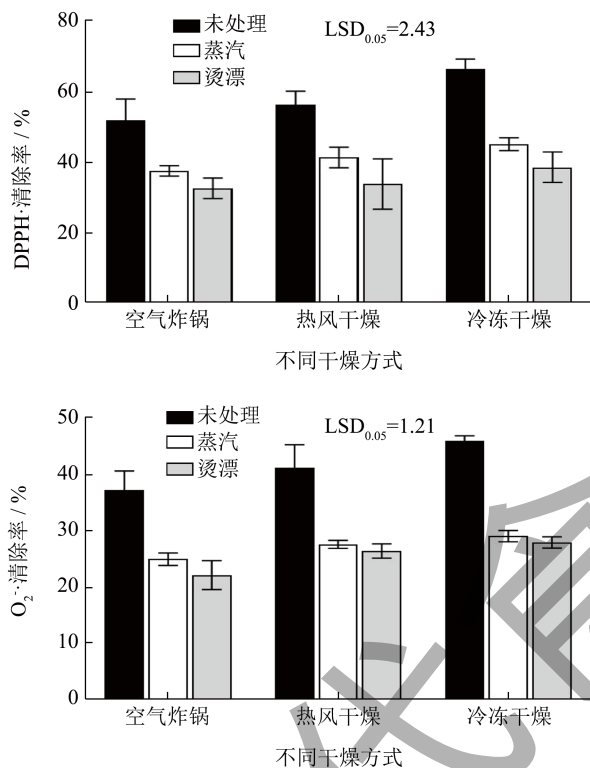 80
未处理
LSD0.05=2.43
蒸汽
烫漂
60
40
20
0
DPPH·清除率 / %
空气炸锅 热风干燥 冷冻干燥
不同干燥方式
50
未处理
LSD0.05=1.21
蒸汽
烫漂
40
30
20
10
0
O2-·清除率 / %
空气炸锅 热风干燥 冷冻干燥
不同干燥方式